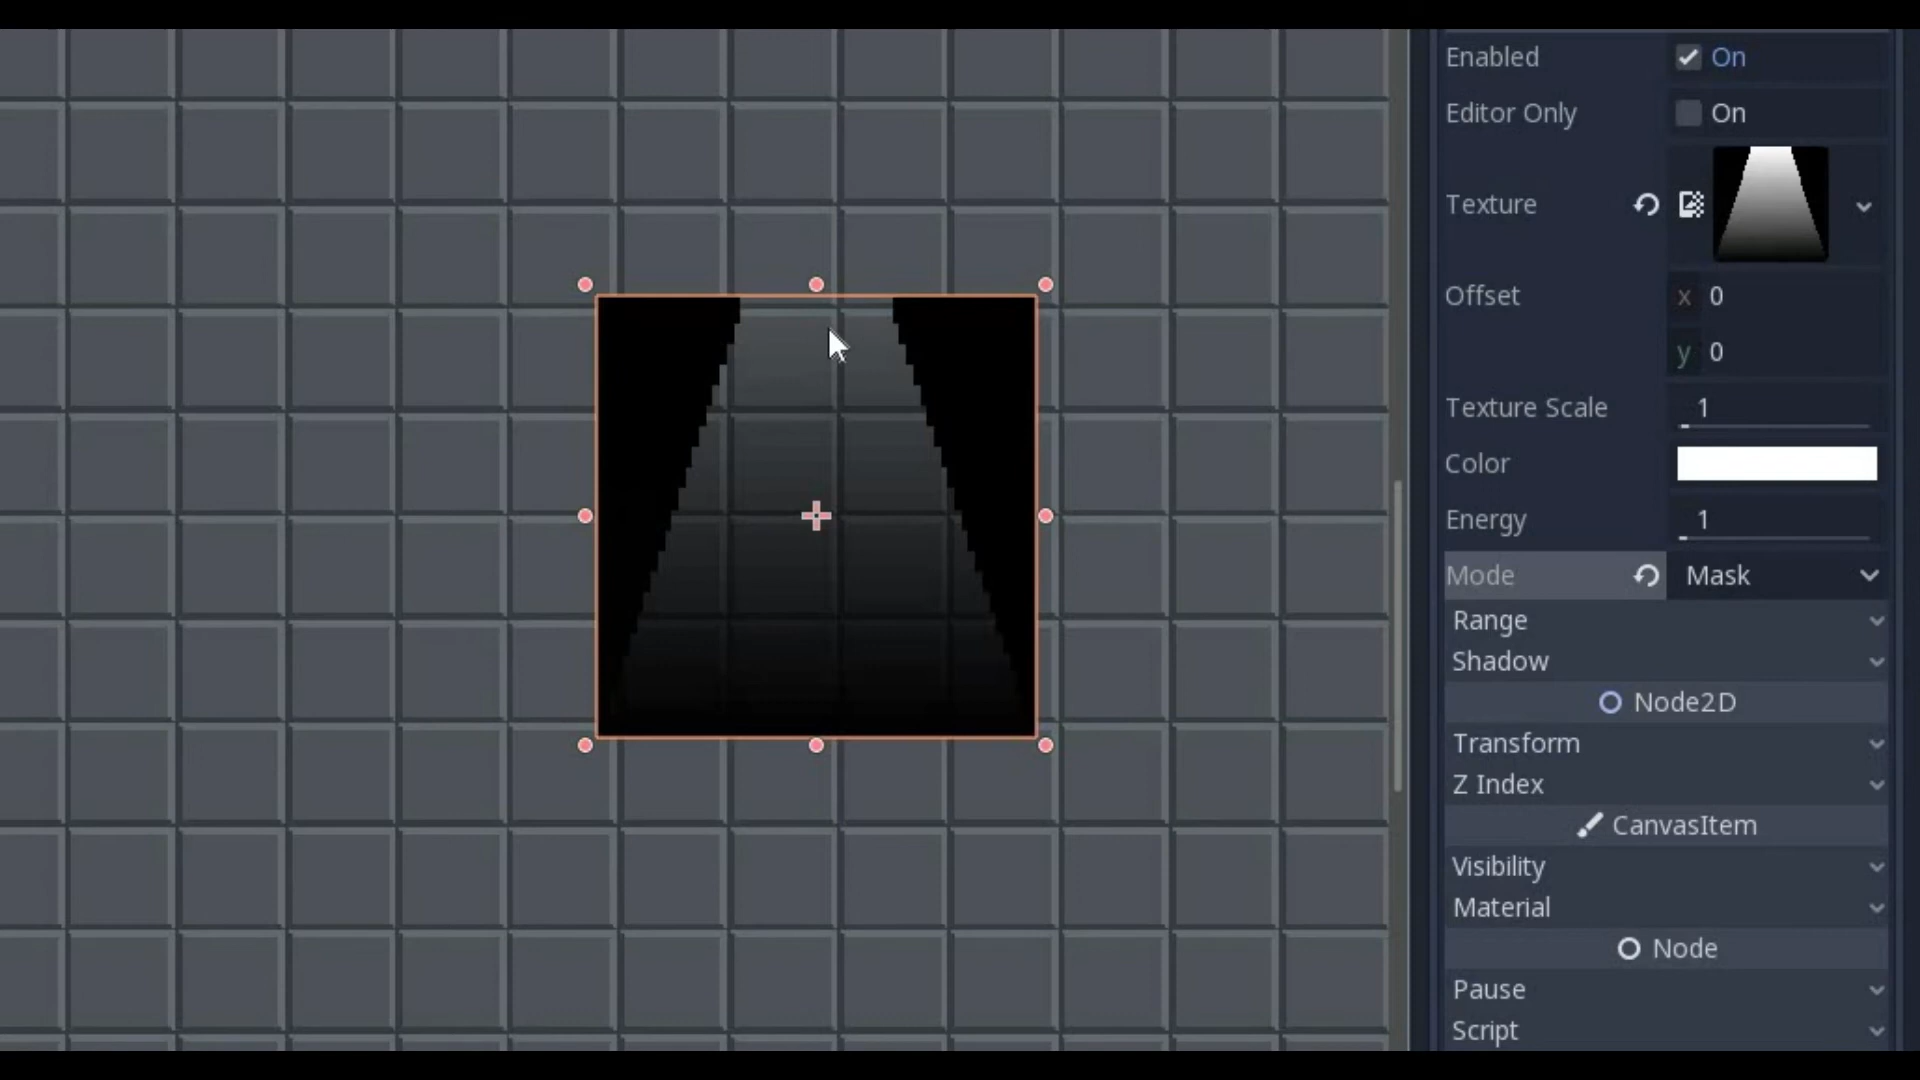 Enabled On
Editor Only On
Texture
Offset x 0
y 0
Texture Scale 1
Color
Energy 1
Mode Mask
Range
Shadow
Node2D
Transform
Z Index
CanvasItem
Visibility
Material
Node
Pause
Script